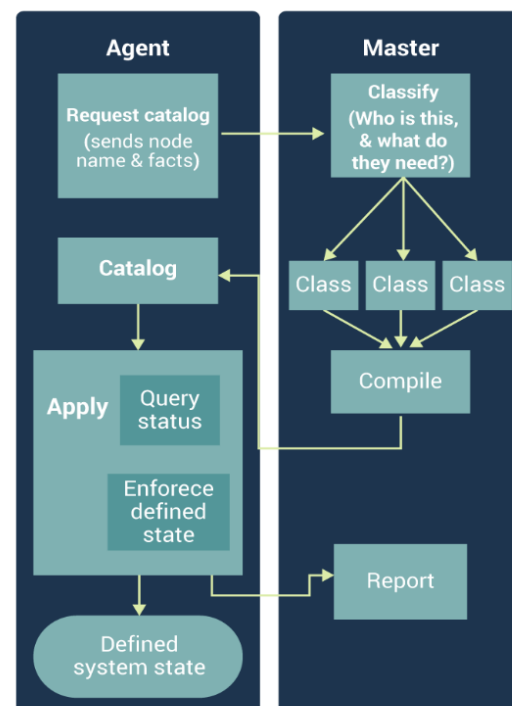 Agent
Request catalog
(sends node
name & facts)
Catalog
Apply
Query
status
Enforece
defined
state
Defined
system state
Master
Classify
(Who is this,
& what do
they need?)
Class
Class
Class
Compile
Report